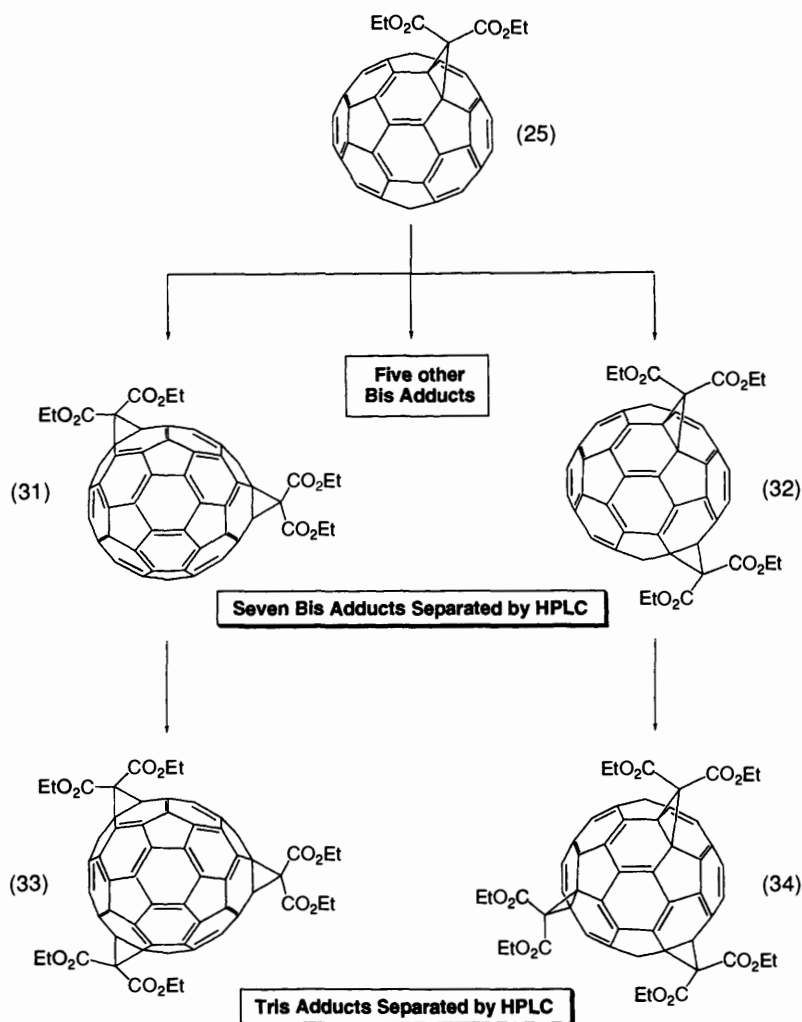 EtO2C CO2Et
(25)
Five other
Bis Adducts
CO2Et
EtO2C
(31)
CO2Et
CO2Et
EtO2C CO2Et
(32)
CO2Et
EtO2C
Seven Bis Adducts Separated by HPLC
CO2Et
EtO2C
(33)
CO2Et
CO2Et
EtO2C
CO2Et
EtO2C CO2Et
(34)
EtO2C
EtO2C
CO2Et
EtO2C
Tris Adducts Separated by HPLC